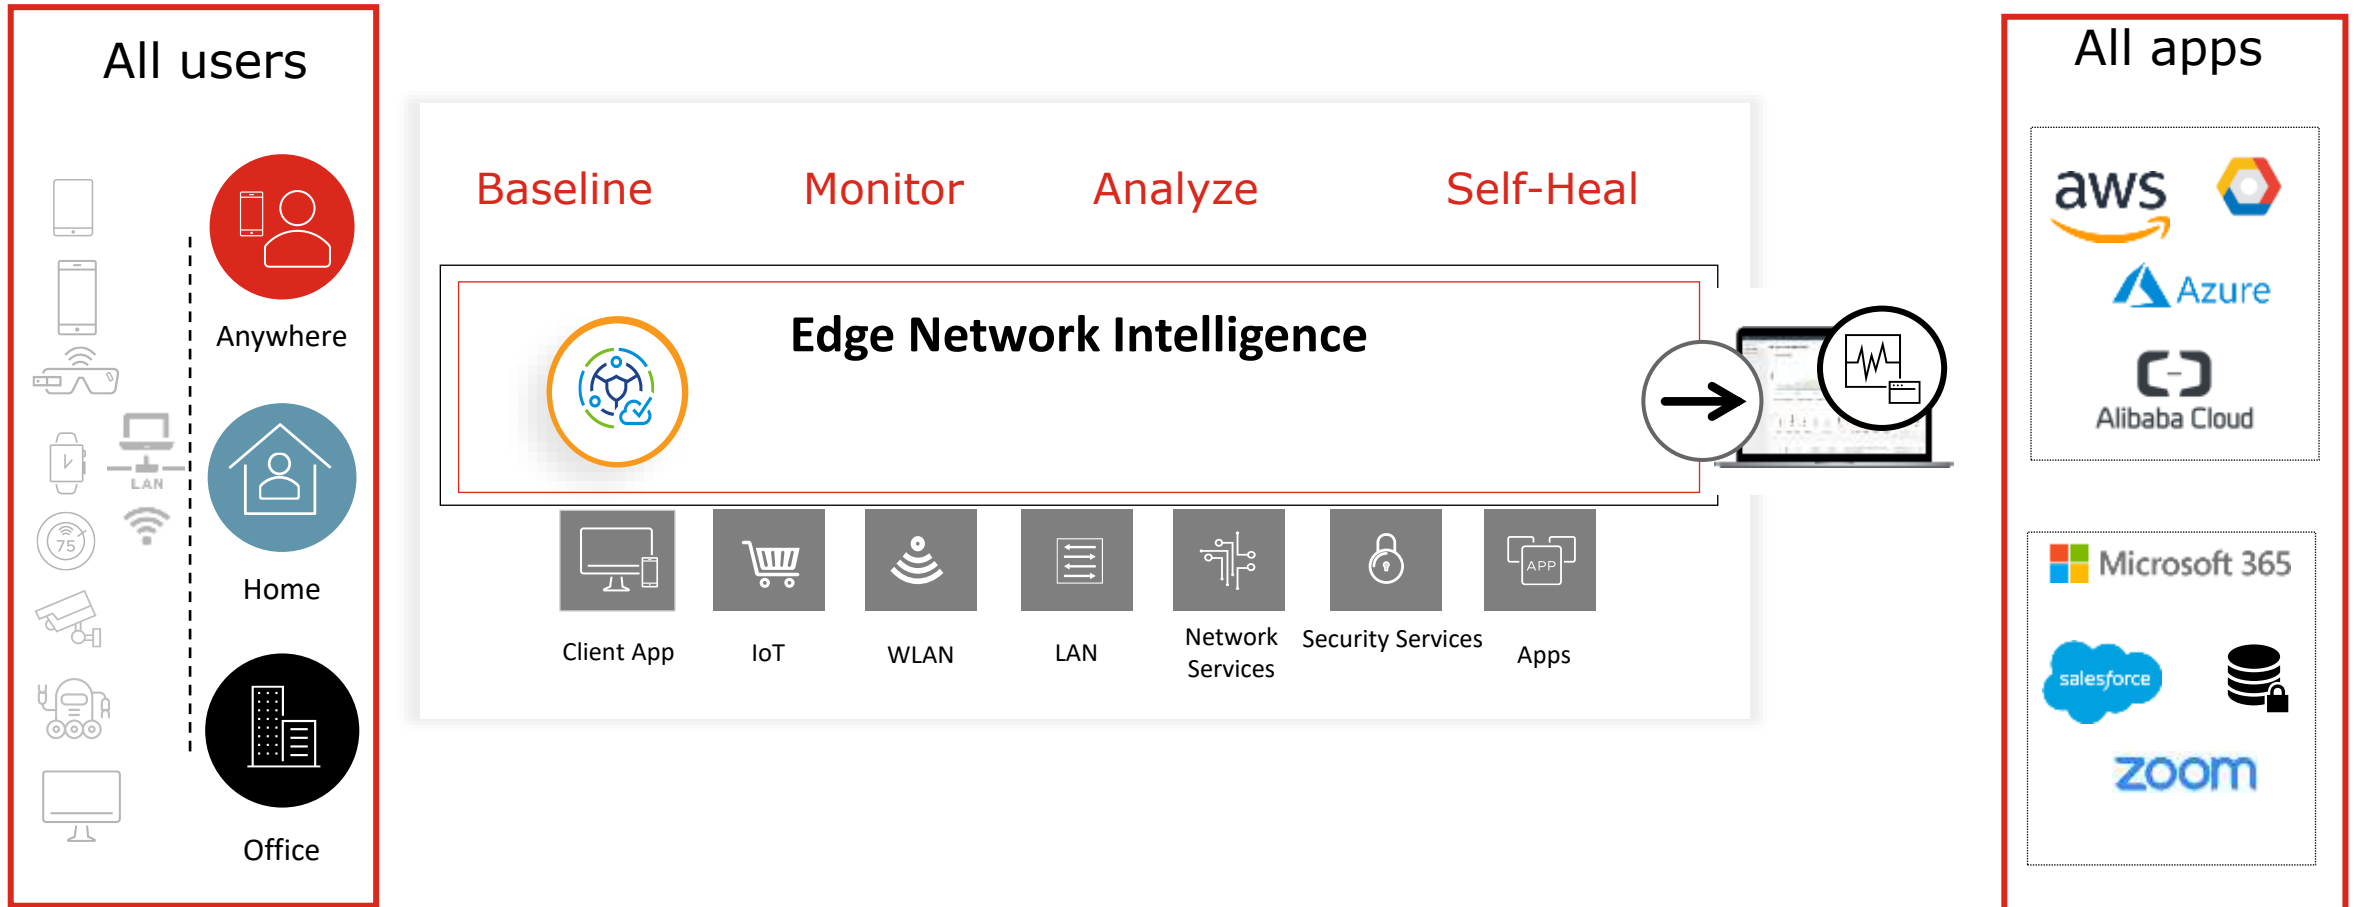 All users
75
LAN
Anywhere
Home
Office
Baseline
Monitor
Analyze
Self-Heal
Edge Network Intelligence
APP
Client App
IoT
WLAN
LAN
Network
Services
Security Services
Apps
All apps
aws
Azure
Alibaba Cloud
Microsoft 365
salesforce
zoom